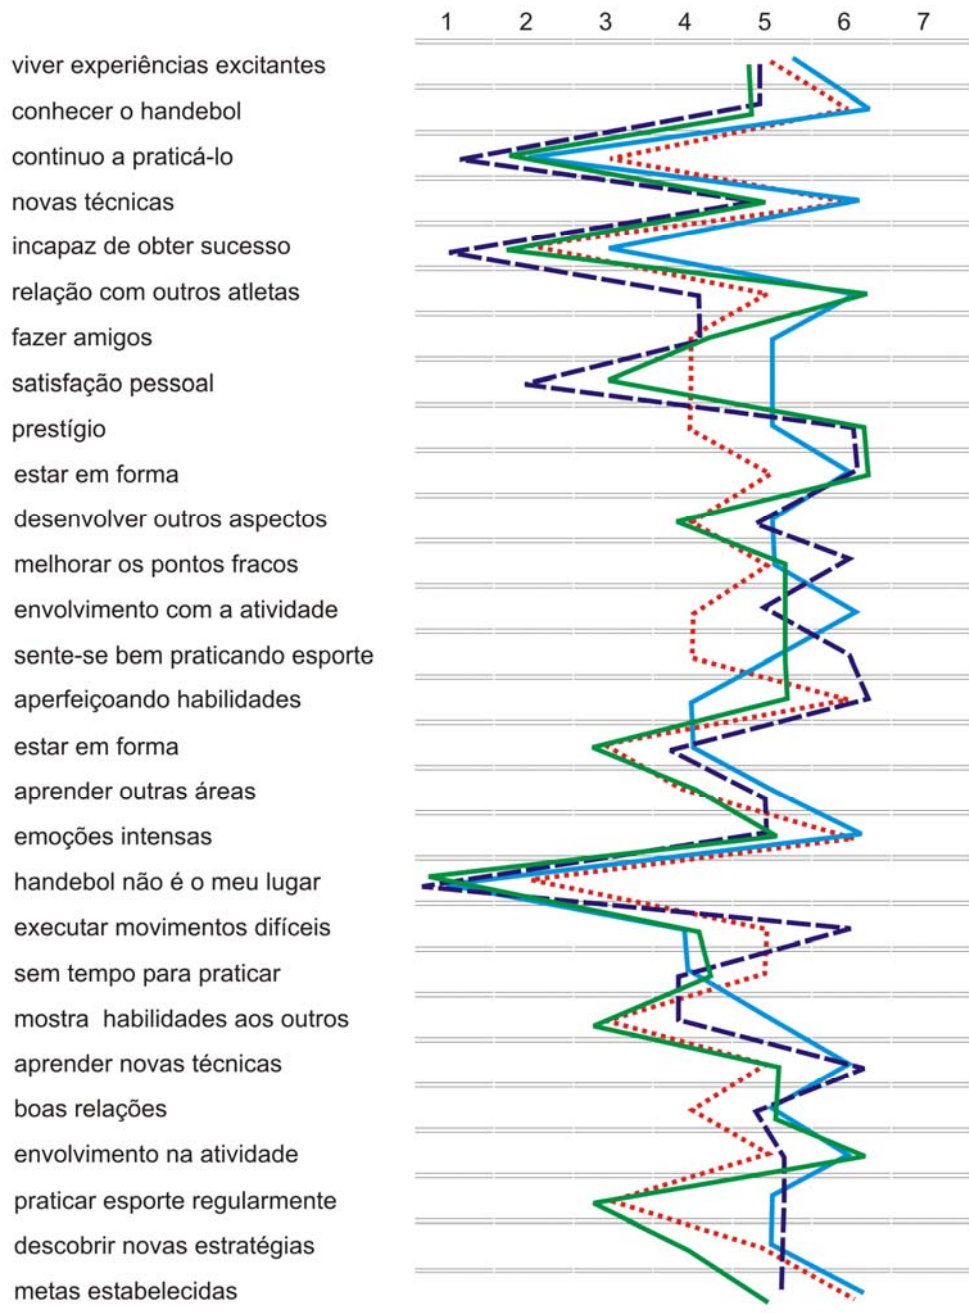 1 2 3 4 5 6 7
viver experiências excitantes
conhecer o handebol
continuo a praticá-lo
novas técnicas
incapaz de obter sucesso
relação com outros atletas
fazer amigos
satisfação pessoal
prestígio
estar em forma
desenvolver outros aspectos
melhorar os pontos fracos
envolvimento com a atividade
sente-se bem praticando esporte
aperfeiçoando habilidades
estar em forma
aprender outras áreas
emoções intensas
handebol não é o meu lugar
executar movimentos difíceis
sem tempo para praticar
mostra habilidades aos outros
aprender novas técnicas
boas relações
envolvimento na atividade
praticar esporte regularmente
descobrir novas estratégias
metas estabelecidas